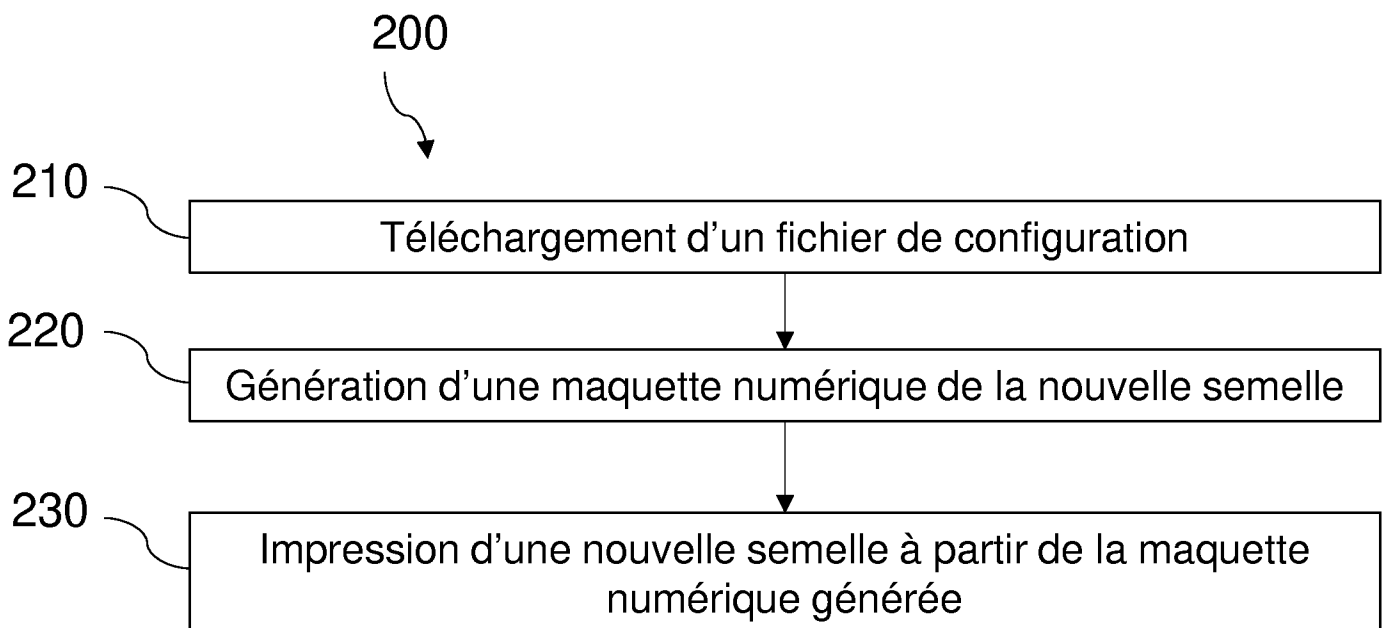 200
210
Téléchargement d’un fichier de configuration
220
Génération d’une maquette numérique de la nouvelle semelle
230
Impression d’une nouvelle semelle à partir de la maquette
numérique générée